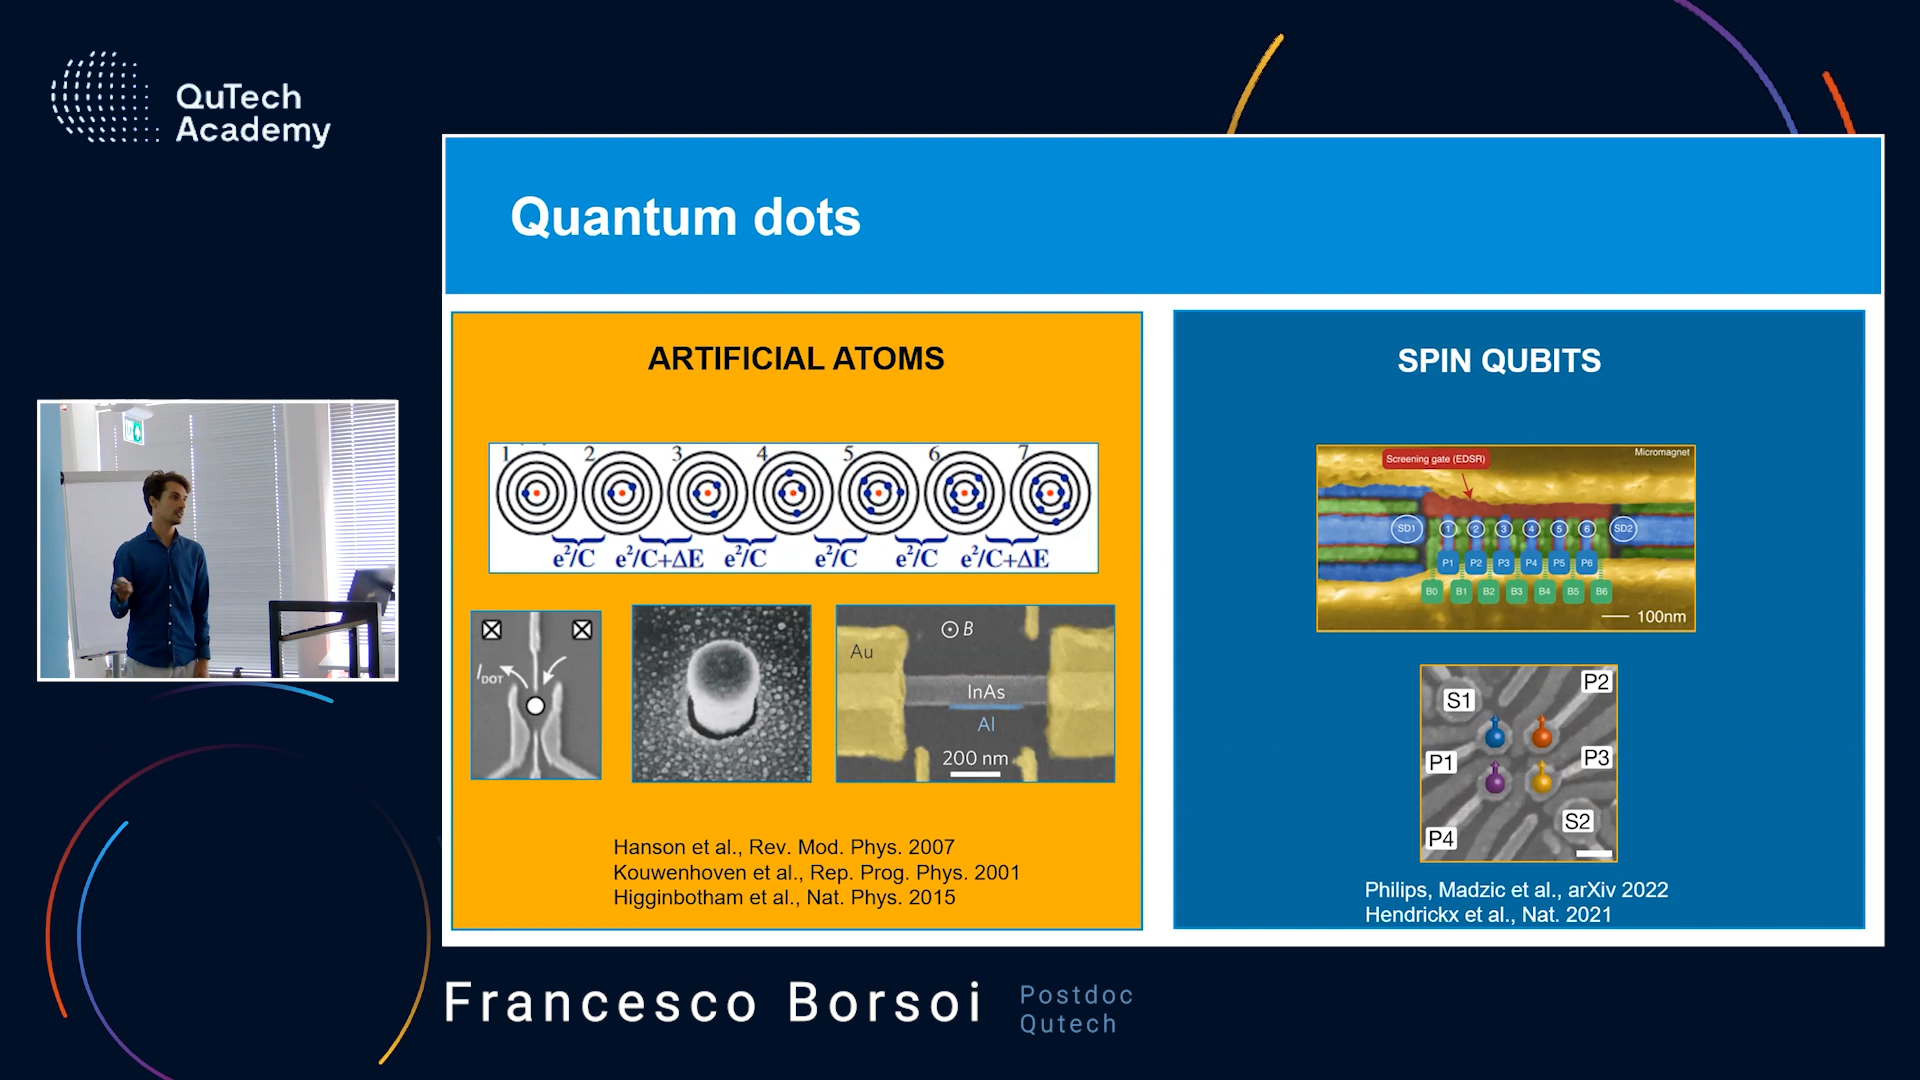 QuTech
Academy
Quantum dots
ARTIFICIAL ATOMS
1 2 3 4 5 6 7
e²/C e²/C+ΔE e²/C e²/C e²/C e²/C+ΔE
I_DOT
B
Au
InAs
Al
200 nm
Hanson et al., Rev. Mod. Phys. 2007
Kouwenhoven et al., Rep. Prog. Phys. 2001
Higginbotham et al., Nat. Phys. 2015
SPIN QUBITS
Micromagnet
Screening gate (EDSR)
SD1 1 2 3 4 5 6 SD2
P1 P2 P3 P4 P5 P6
B0 B1 B2 B3 B4 B5 B6
100nm
P2
S1
P3
P1
S2
P4
Philips, Madzic et al., arXiv 2022
Hendrickx et al., Nat. 2021
Francesco Borsoi
Postdoc
Qutech